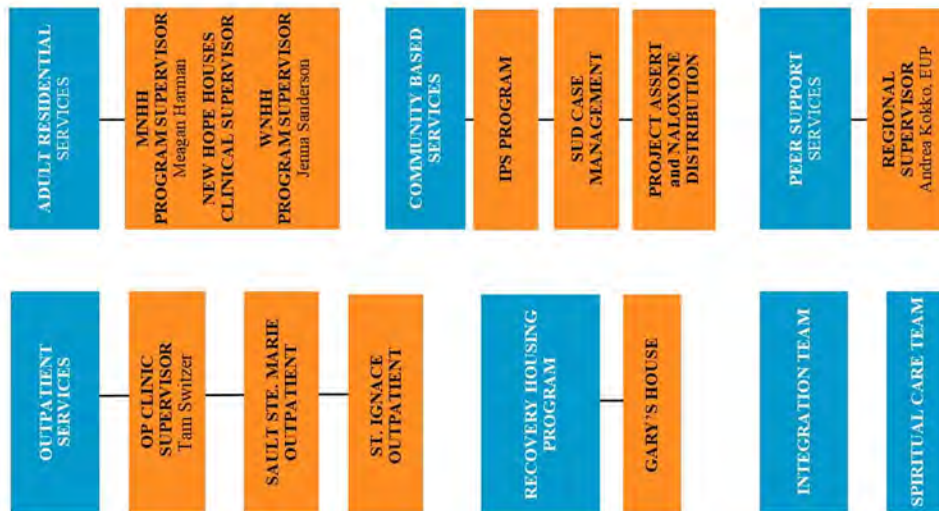 OUTPATIENT
SERVICES
OP CLINIC
SUPERVISOR
Tam Switzer
SAULT STE. MARIE
OUTPATIENT
ST. IGNACE
OUTPATIENT
RECOVERY HOUSING
PROGRAM
GARY'S HOUSE
INTEGRATION TEAM
SPIRITUAL CARE TEAM
ADULT RESIDENTIAL
SERVICES
MNHH
PROGRAM SUPERVISOR
Meagan Harman
NEW HOPE HOUSES
CLINICAL SUPERVISOR
WNHH
PROGRAM SUPERVISOR
Jenna Sanderson
COMMUNITY BASED
SERVICES
IPS PROGRAM
SUD CASE
MANAGEMENT
PROJECT ASSERT
and NALOXONE
DISTRIBUTION
PEER SUPPORT
SERVICES
REGIONAL
SUPERVISOR
Andrea Kokko, EUP